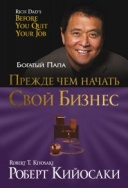 RICH DAD'S
BEFORE
YOU QUIT
YOUR JOB
БОГАТЫЙ ПАПА
ПРЕЖДЕ ЧЕМ НАЧАТЬ
СВОЙ БИЗНЕС
ROBERT T. KIYOSAKI
РОБЕРТ КИЙОСАКИ